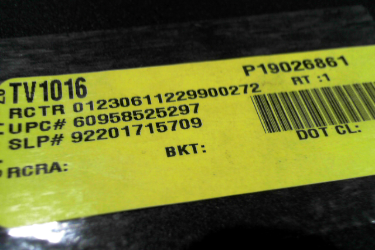 TV1016
P19026861
RCTR 01230611229900272
RT :1
UPC# 60958525297
SLP# 92201715709
DOT CL:
BKT:
RCRA: